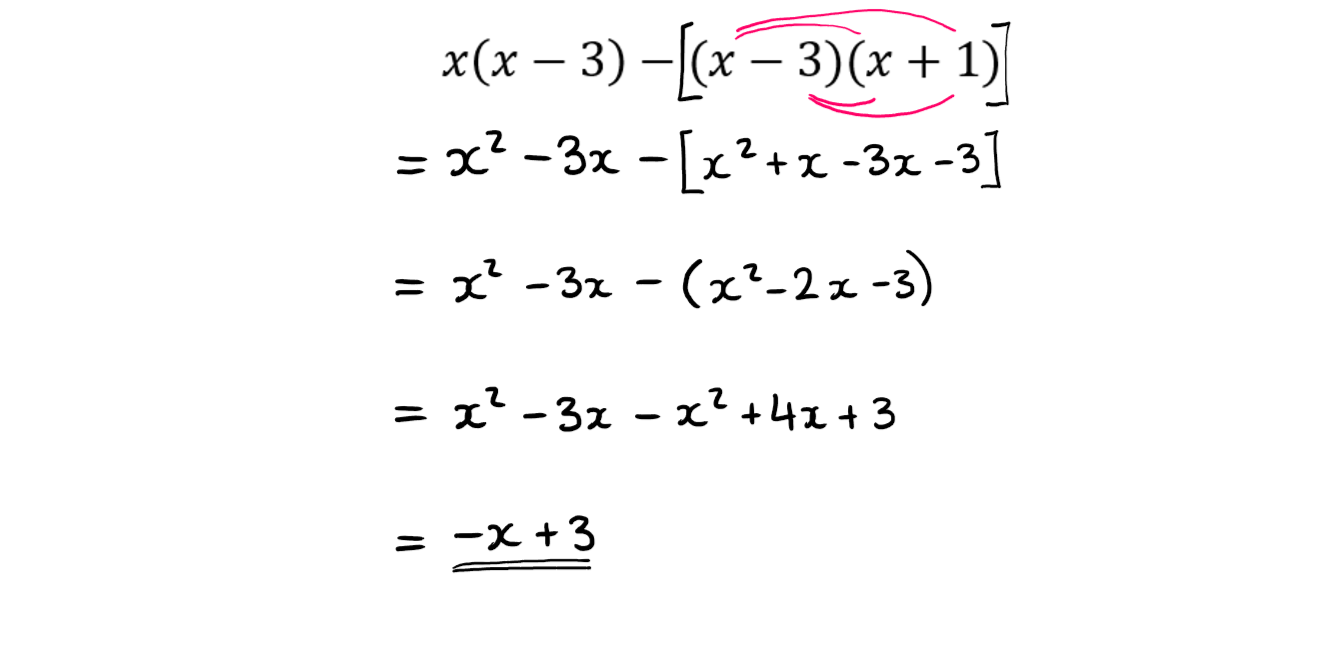 x(x − 3) −[(x − 3)(x + 1)]
= x² − 3x − [x² + x − 3x − 3]
= x² − 3x − (x² − 2x − 3)
= x² − 3x − x² + 4x + 3
= −x + 3